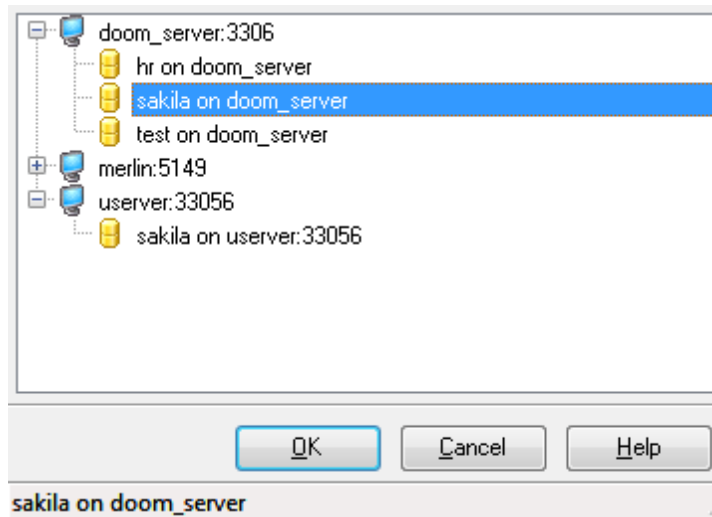 doom_server:3306
hr on doom_server
sakila on doom_server
test on doom_server
merlin:5149
userver:33056
sakila on userver:33056
OK Cancel Help
sakila on doom_server